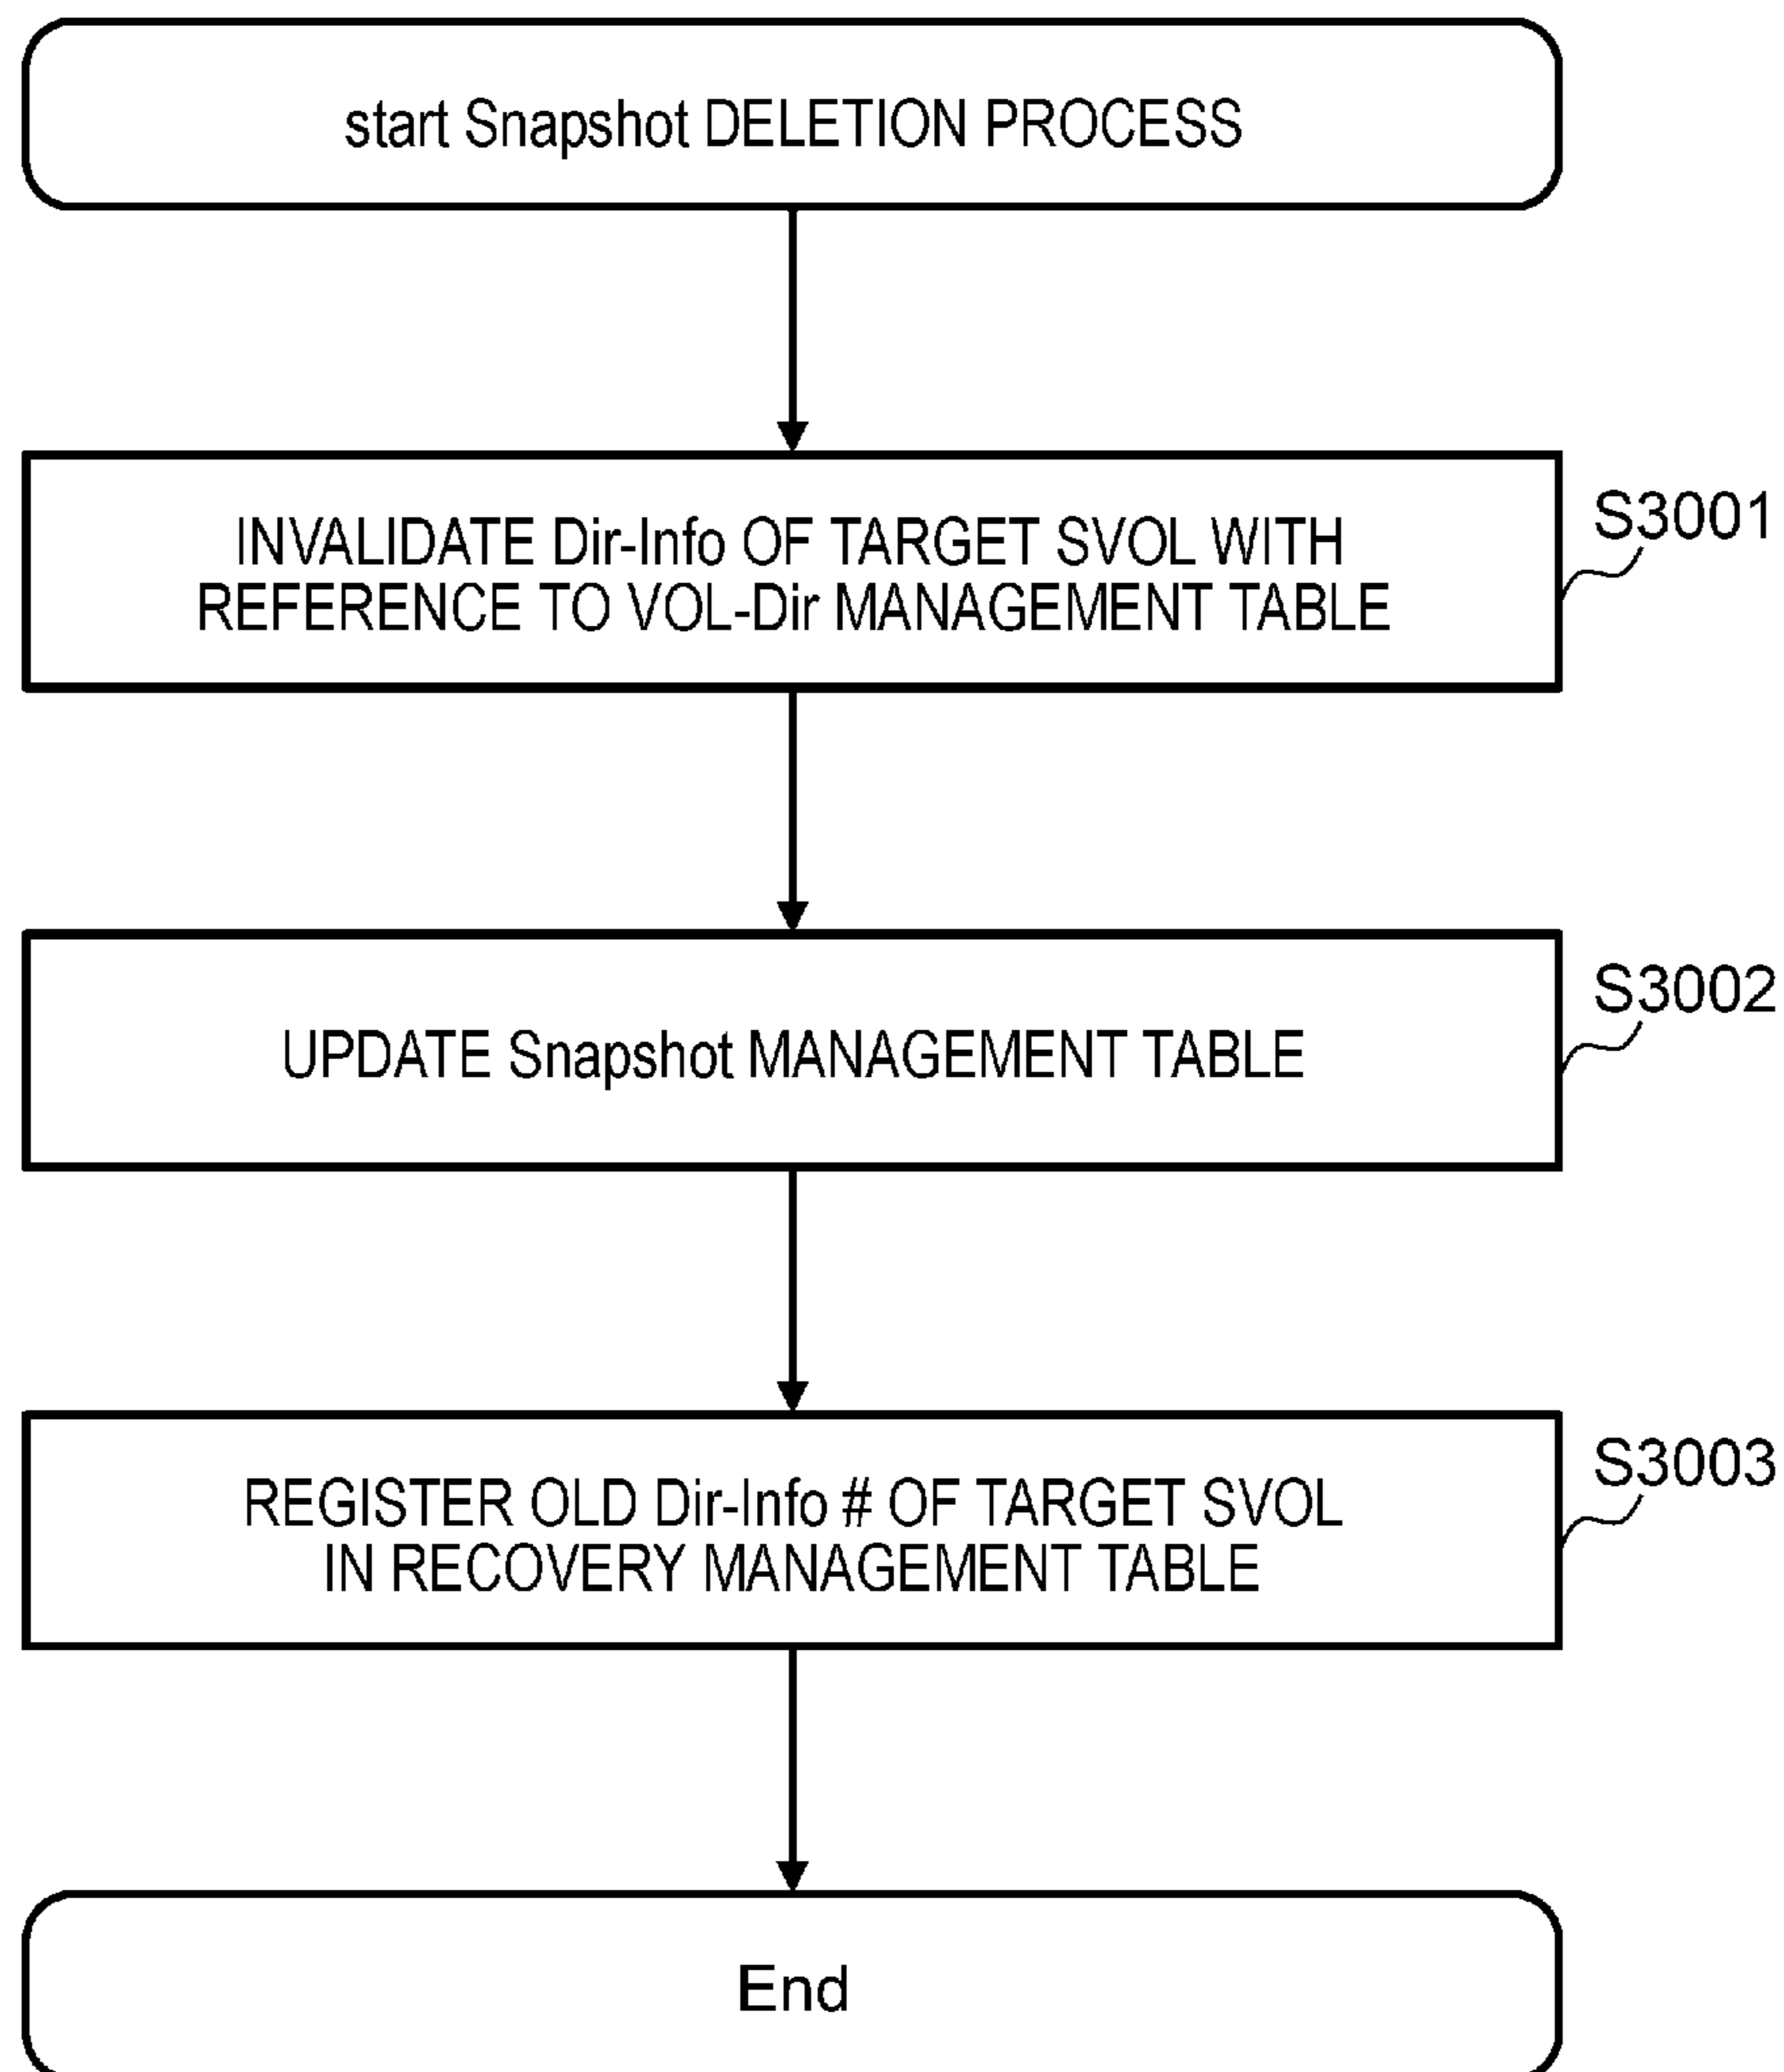 start Snapshot DELETION PROCESS
INVALIDATE Dir-Info OF TARGET SVOL WITH
REFERENCE TO VOL-Dir MANAGEMENT TABLE
S3001
UPDATE Snapshot MANAGEMENT TABLE
S3002
REGISTER OLD Dir-Info # OF TARGET SVOL
IN RECOVERY MANAGEMENT TABLE
S3003
End